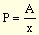 P = A
x